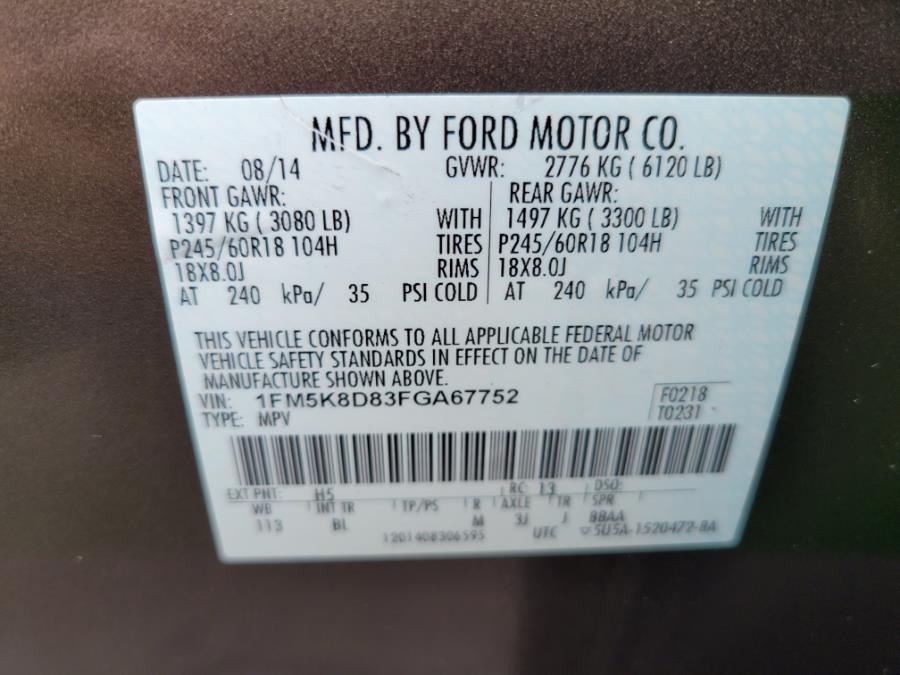 MFD. BY FORD MOTOR CO.
DATE: 08/14 GVWR: 2776 KG ( 6120 LB)
FRONT GAWR: REAR GAWR:
1397 KG ( 3080 LB) WITH 1497 KG ( 3300 LB) WITH
P245/60R18 104H TIRES P245/60R18 104H TIRES
18X8.0J RIMS 18X8.0J RIMS
AT 240 kPa/ 35 PSI COLD AT 240 kPa/ 35 PSI COLD
THIS VEHICLE CONFORMS TO ALL APPLICABLE FEDERAL MOTOR
VEHICLE SAFETY STANDARDS IN EFFECT ON THE DATE OF
MANUFACTURE SHOWN ABOVE.
VIN: 1FM5K8D83FGA67752 F0218
TYPE: MPV T0231
EXT PNT: H5 RC: 13 DSO:
WB INT TR TP/PS R AXLE TR SPR
113 BL M 3J J BBAA
1201408306595 UTC 5U5A-1520472-BA